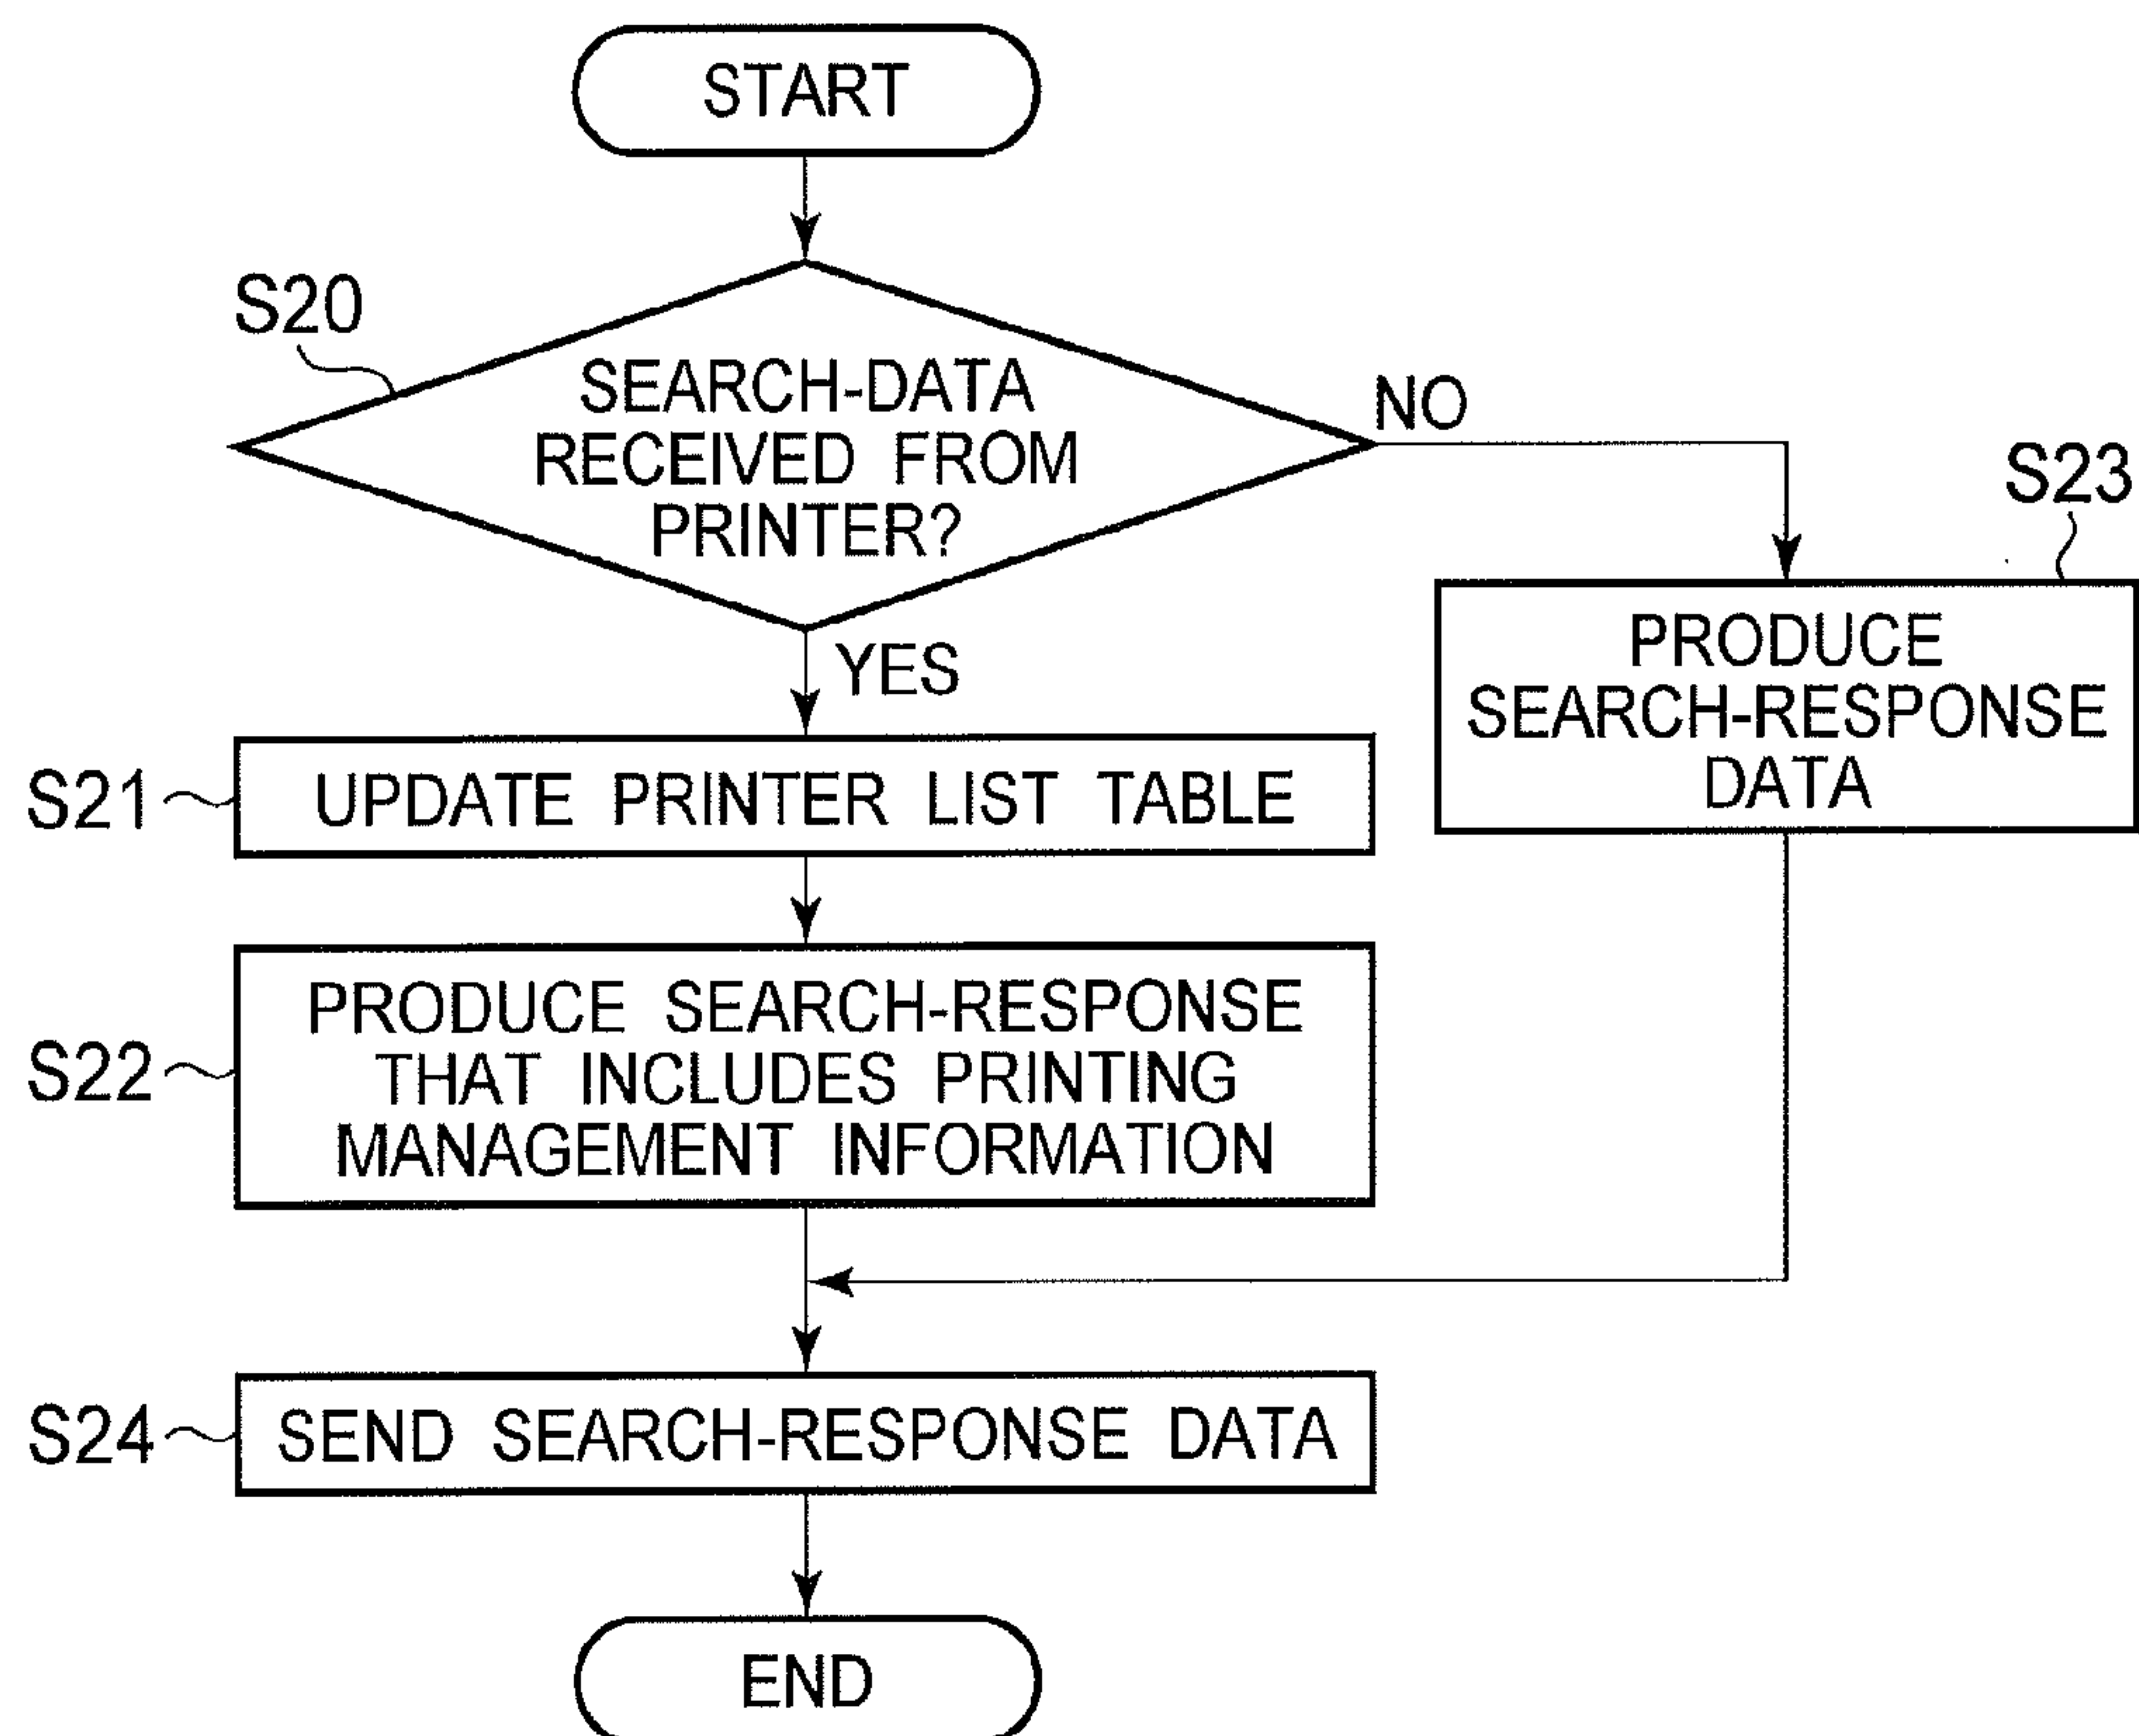 START
S20
SEARCH-DATA
RECEIVED FROM
PRINTER?
NO
YES
S23
PRODUCE
SEARCH-RESPONSE
DATA
S21
UPDATE PRINTER LIST TABLE
S22
PRODUCE SEARCH-RESPONSE
THAT INCLUDES PRINTING
MANAGEMENT INFORMATION
S24
SEND SEARCH-RESPONSE DATA
END